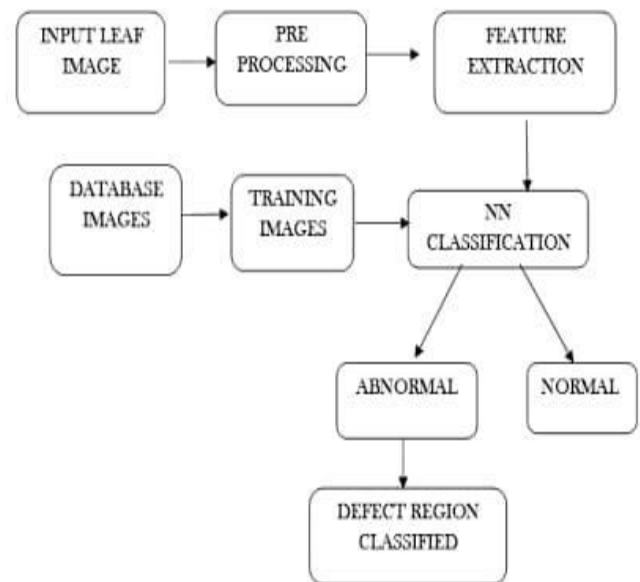 INPUT LEAF
IMAGE
PRE
PROCESSING
FEATURE
EXTRACTION
DATABASE
IMAGES
TRAINING
IMAGES
NN
CLASSIFICATION
ABNORMAL
NORMAL
DEFECT REGION
CLASSIFIED